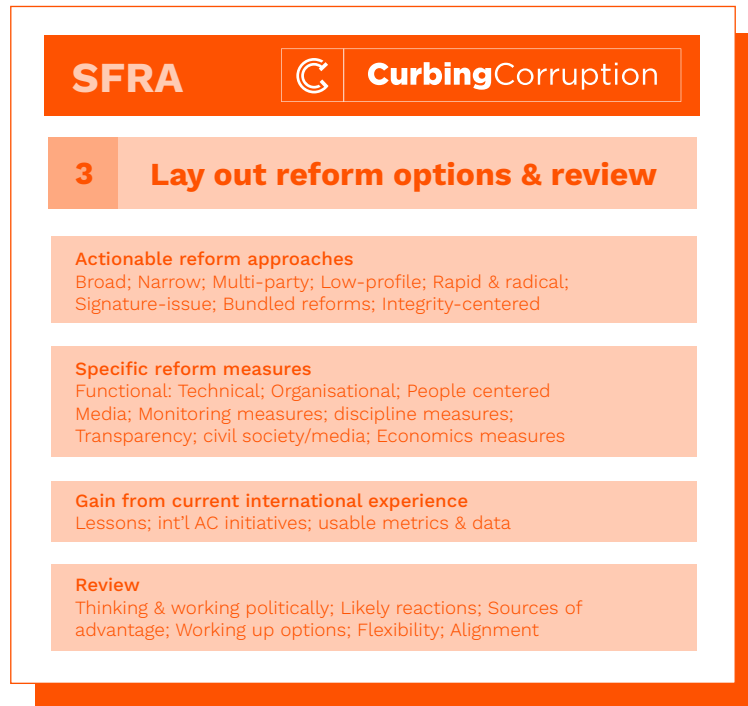 SFRA
CurbingCorruption
3
Lay out reform options & review
Actionable reform approaches
Broad; Narrow; Multi-party; Low-profile; Rapid & radical;
Signature-issue; Bundled reforms; Integrity-centered
Specific reform measures
Functional: Technical; Organisational; People centered
Media; Monitoring measures; discipline measures;
Transparency; civil society/media; Economics measures
Gain from current international experience
Lessons; int'l AC initiatives; usable metrics & data
Review
Thinking & working politically; Likely reactions; Sources of
advantage; Working up options; Flexibility; Alignment